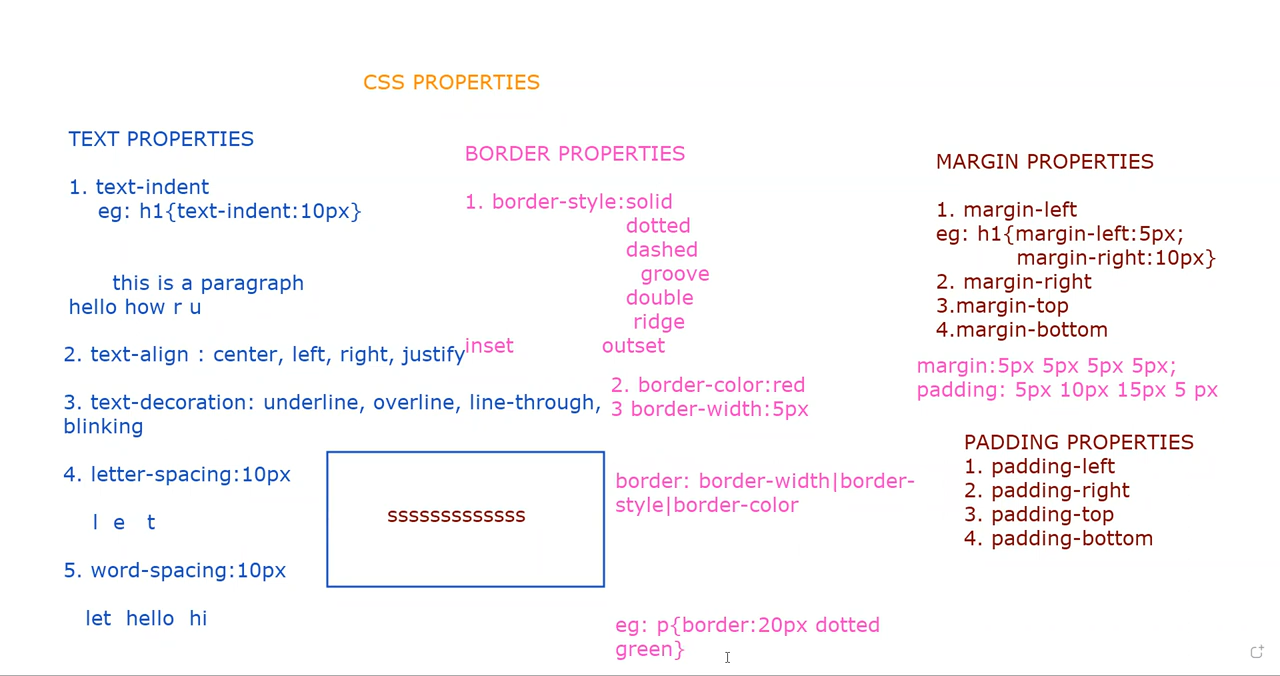 CSS PROPERTIES
TEXT PROPERTIES
1. text-indent
eg: h1{text-indent:10px}
this is a paragraph
hello how r u
2. text-align : center, left, right, justify
3. text-decoration: underline, overline, line-through,
blinking
4. letter-spacing:10px
l e t
5. word-spacing:10px
let hello hi
sssssssssssss
BORDER PROPERTIES
1. border-style:solid
dotted
dashed
groove
double
ridge
inset outset
2. border-color:red
3 border-width:5px
border: border-width|border-
style|border-color
eg: p{border:20px dotted
green}
MARGIN PROPERTIES
1. margin-left
eg: h1{margin-left:5px;
margin-right:10px}
2. margin-right
3.margin-top
4.margin-bottom
margin:5px 5px 5px 5px;
padding: 5px 10px 15px 5 px
PADDING PROPERTIES
1. padding-left
2. padding-right
3. padding-top
4. padding-bottom